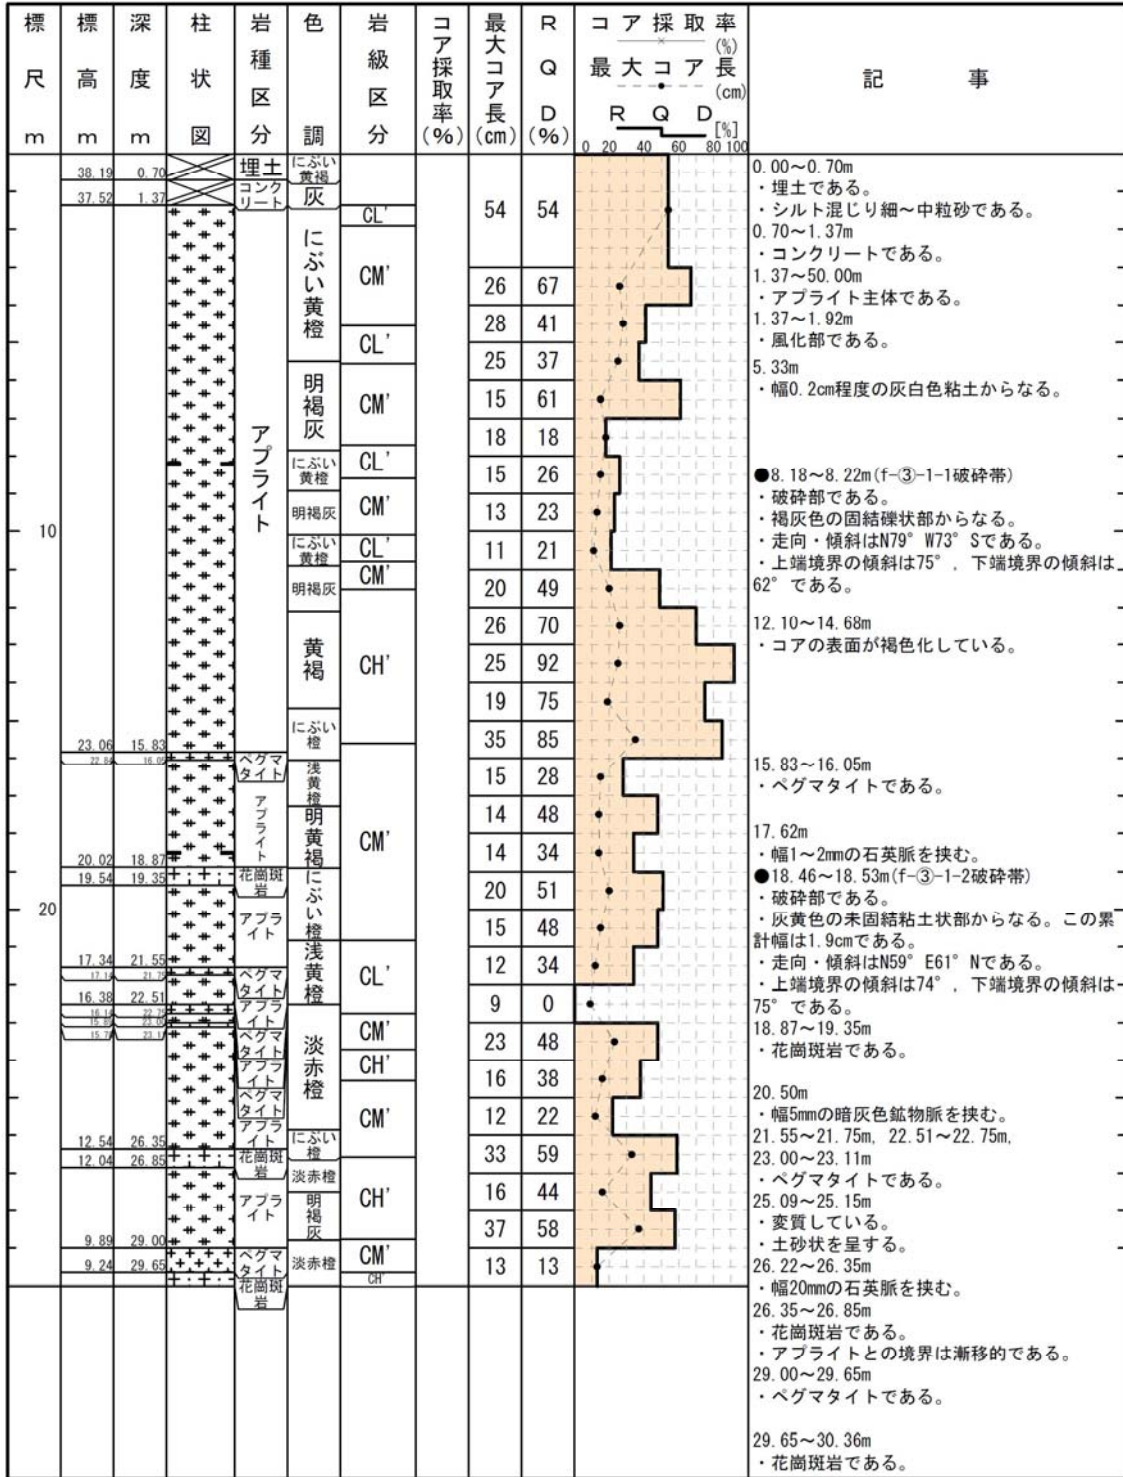 標尺 m
標高 m
深度 m
柱状図
岩種区分
色調
岩級区分
コア採取率(%)
最大コア長(cm)
RQD(%)
コア採取率
(%)
最大コア長
(cm)
RQD
[%]
0 20 40 60 80 100
記事
10
20
38.19 0.70
37.52 1.37
23.06 15.83
22.84 16.05
20.02 18.87
19.54 19.35
17.34 21.55
17.14 21.75
16.38 22.51
16.14 22.75
12.54 26.35
12.04 26.85
9.89 29.00
9.24 29.65
埋土
コンク
リート
アプライト
ペグマ
タイト
アプライト
花崗斑
岩
アプラ
イト
ペグマ
タイト
アプラ
イト
ペグマ
タイト
アプラ
イト
ペグマ
タイト
アプラ
イト
花崗斑
岩
アプラ
イト
ペグマ
タイト
花崗斑
岩
にぶい
黄褐
灰
にぶい黄橙
明褐灰
にぶい
黄橙
明褐灰
にぶい
黄橙
明褐灰
黄褐
にぶい
橙
浅黄橙
明黄褐
にぶい橙
浅黄橙
淡赤橙
にぶい
橙
淡赤橙
明褐灰
淡赤橙
CL'
CM'
CL'
CM'
CL'
CM'
CL'
CM'
CH'
CM'
CL'
CM'
CH'
CM'
CH'
CM'
CH'
54 54
26 67
28 41
25 37
15 61
18 18
15 26
13 23
11 21
20 49
26 70
25 92
19 75
35 85
15 28
14 48
14 34
20 51
15 48
12 34
9 0
23 48
16 38
12 22
33 59
16 44
37 58
13 13
0.00～0.70m
・埋土である。
・シルト混じり細～中粒砂である。
0.70～1.37m
・コンクリートである。
1.37～50.00m
・アプライト主体である。
1.37～1.92m
・風化部である。
5.33m
・幅0.2cm程度の灰白色粘土からなる。
●8.18～8.22m(f-③-1-1破砕帯)
・破砕部である。
・褐灰色の固結礫状部からなる。
・走向・傾斜はN79°W73°Sである。
・上端境界の傾斜は75°, 下端境界の傾斜は
62°である。
12.10～14.68m
・コアの表面が褐色化している。
15.83～16.05m
・ペグマタイトである。
17.62m
・幅1～2mmの石英脈を挟む。
●18.46～18.53m(f-③-1-2破砕帯)
・破砕部である。
・灰黄色の未固結粘土状部からなる。この累
計幅は1.9cmである。
・走向・傾斜はN59°E61°Nである。
・上端境界の傾斜は74°, 下端境界の傾斜は
75°である。
18.87～19.35m
・花崗斑岩である。
20.50m
・幅5mmの暗灰色鉱物脈を挟む。
21.55～21.75m, 22.51～22.75m,
23.00～23.11m
・ペグマタイトである。
25.09～25.15m
・変質している。
・土砂状を呈する。
26.22～26.35m
・幅20mmの石英脈を挟む。
26.35～26.85m
・花崗斑岩である。
・アプライトとの境界は漸移的である。
29.00～29.65m
・ペグマタイトである。
29.65～30.36m
・花崗斑岩である。